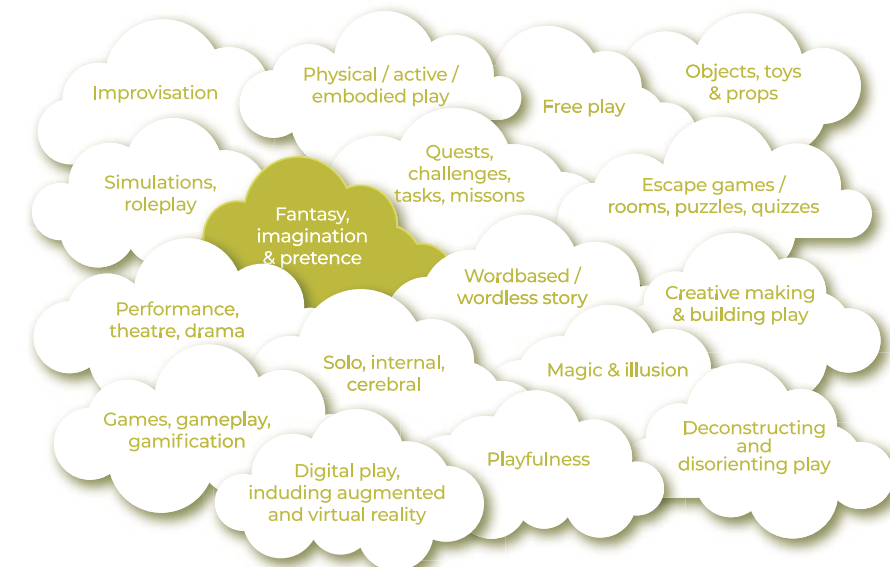 Improvisation
Physical / active /
embodied play
Free play
Objects, toys
& props
Simulations,
roleplay
Fantasy,
imagination
& pretence
Quests,
challenges,
tasks, missons
Escape games /
rooms, puzzles, quizzes
Performance,
theatre, drama
Wordbased /
wordless story
Creative making
& building play
Solo, internal,
cerebral
Magic & illusion
Games, gameplay,
gamification
Digital play,
including augmented
and virtual reality
Playfulness
Deconstructing
and
disorienting play